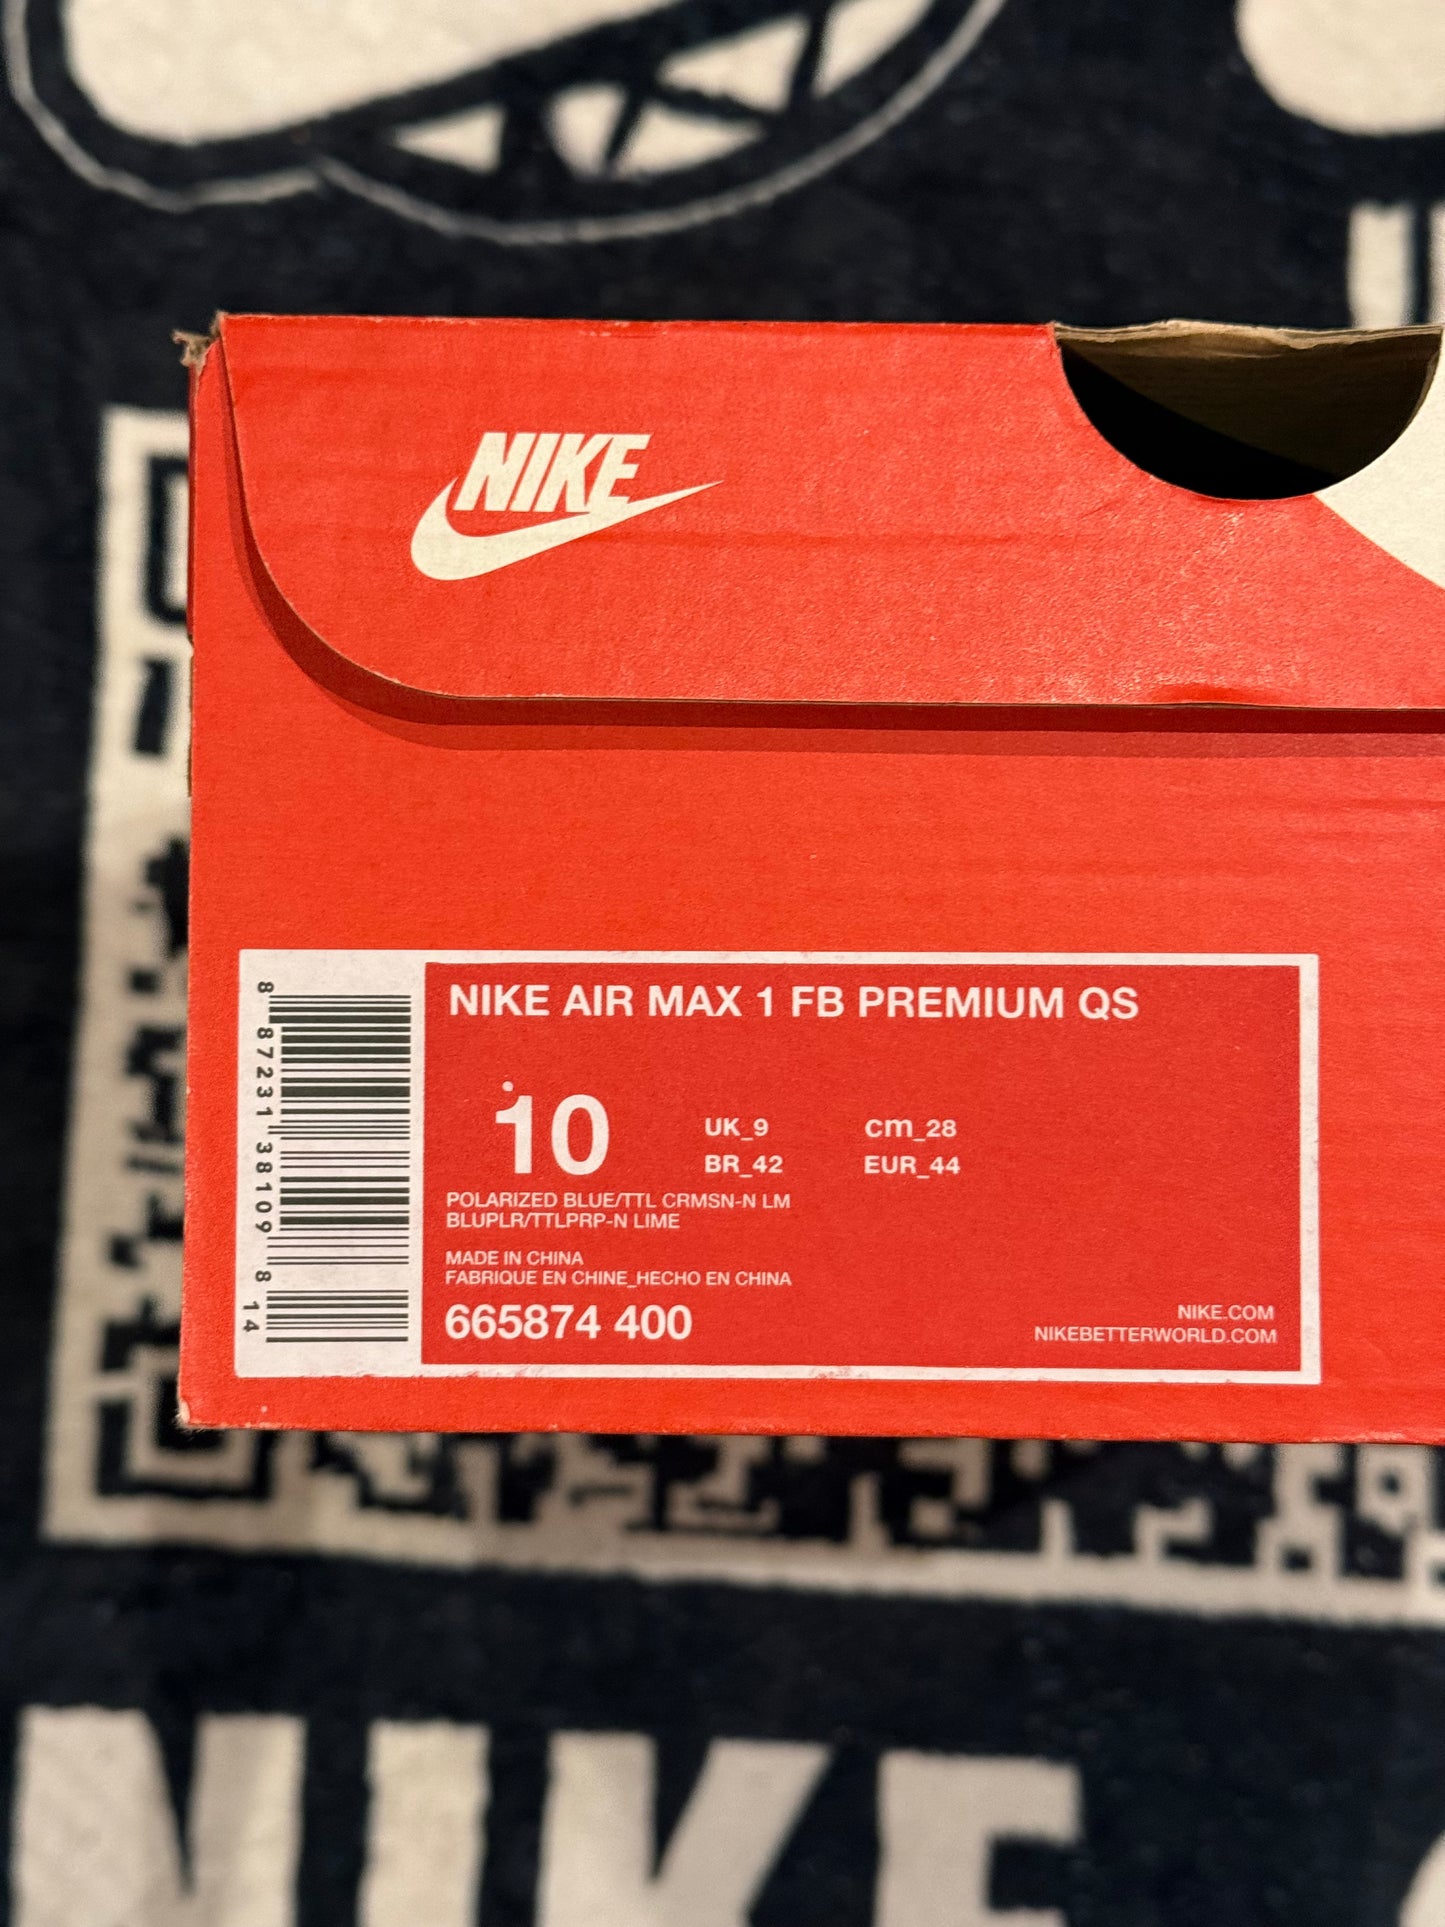 NIKE
NIKE AIR MAX 1 FB PREMIUM QS
10
UK_9 cm_28
BR_42 EUR_44
POLARIZED BLUE/TTL CRMSN-N LM
BLUPLR/TTLPRP-N LIME
MADE IN CHINA
FABRIQUE EN CHINE_HECHO EN CHINA
665874 400
NIKE.COM
NIKEBETTERWORLD.COM
8 87231 38109 8 14
NIKE